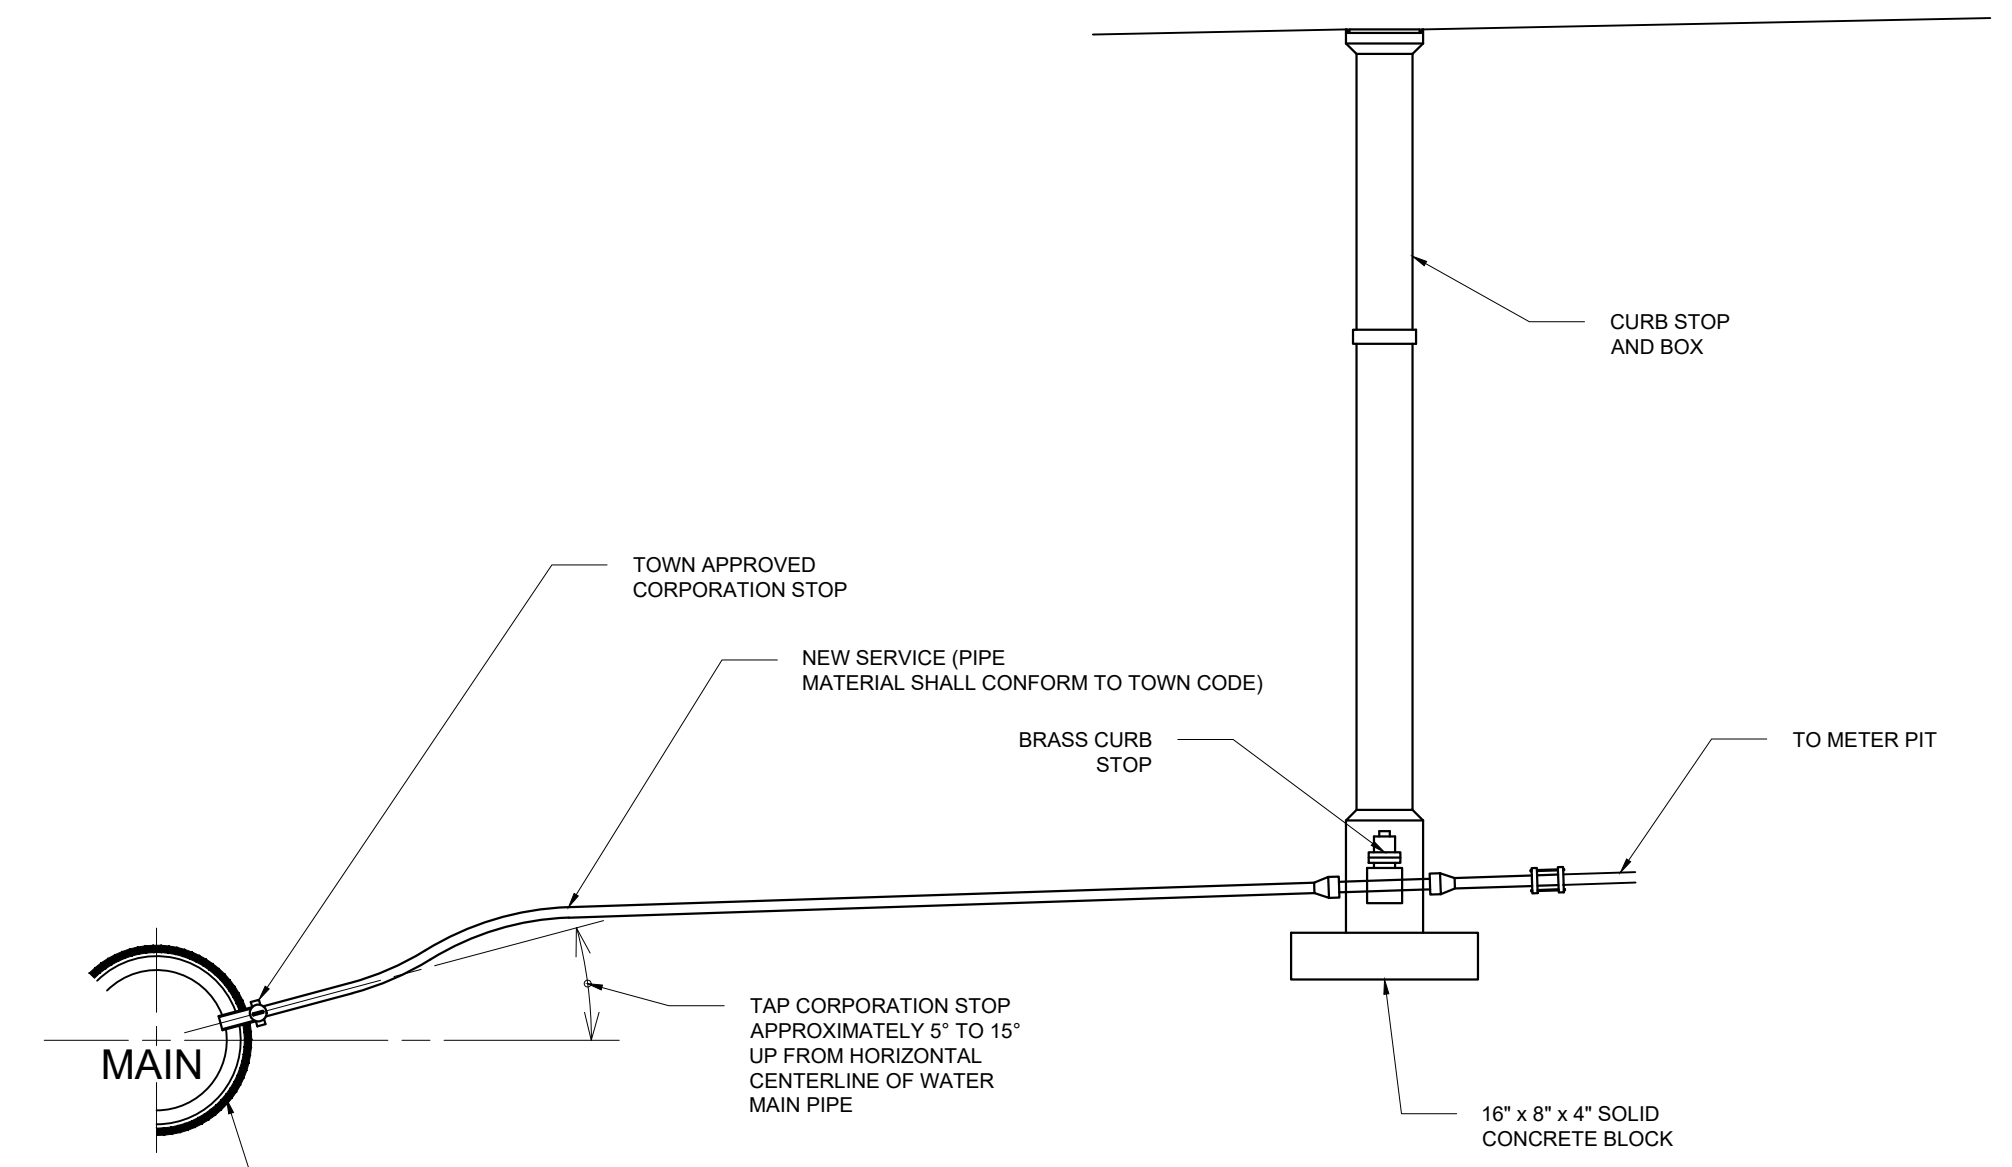 CURB STOP
AND BOX
TOWN APPROVED
CORPORATION STOP
NEW SERVICE (PIPE
MATERIAL SHALL CONFORM TO TOWN CODE)
BRASS CURB
STOP
TO METER PIT
TAP CORPORATION STOP
APPROXIMATELY 5° TO 15°
UP FROM HORIZONTAL
CENTERLINE OF WATER
MAIN PIPE
MAIN
16" x 8" x 4" SOLID
CONCRETE BLOCK